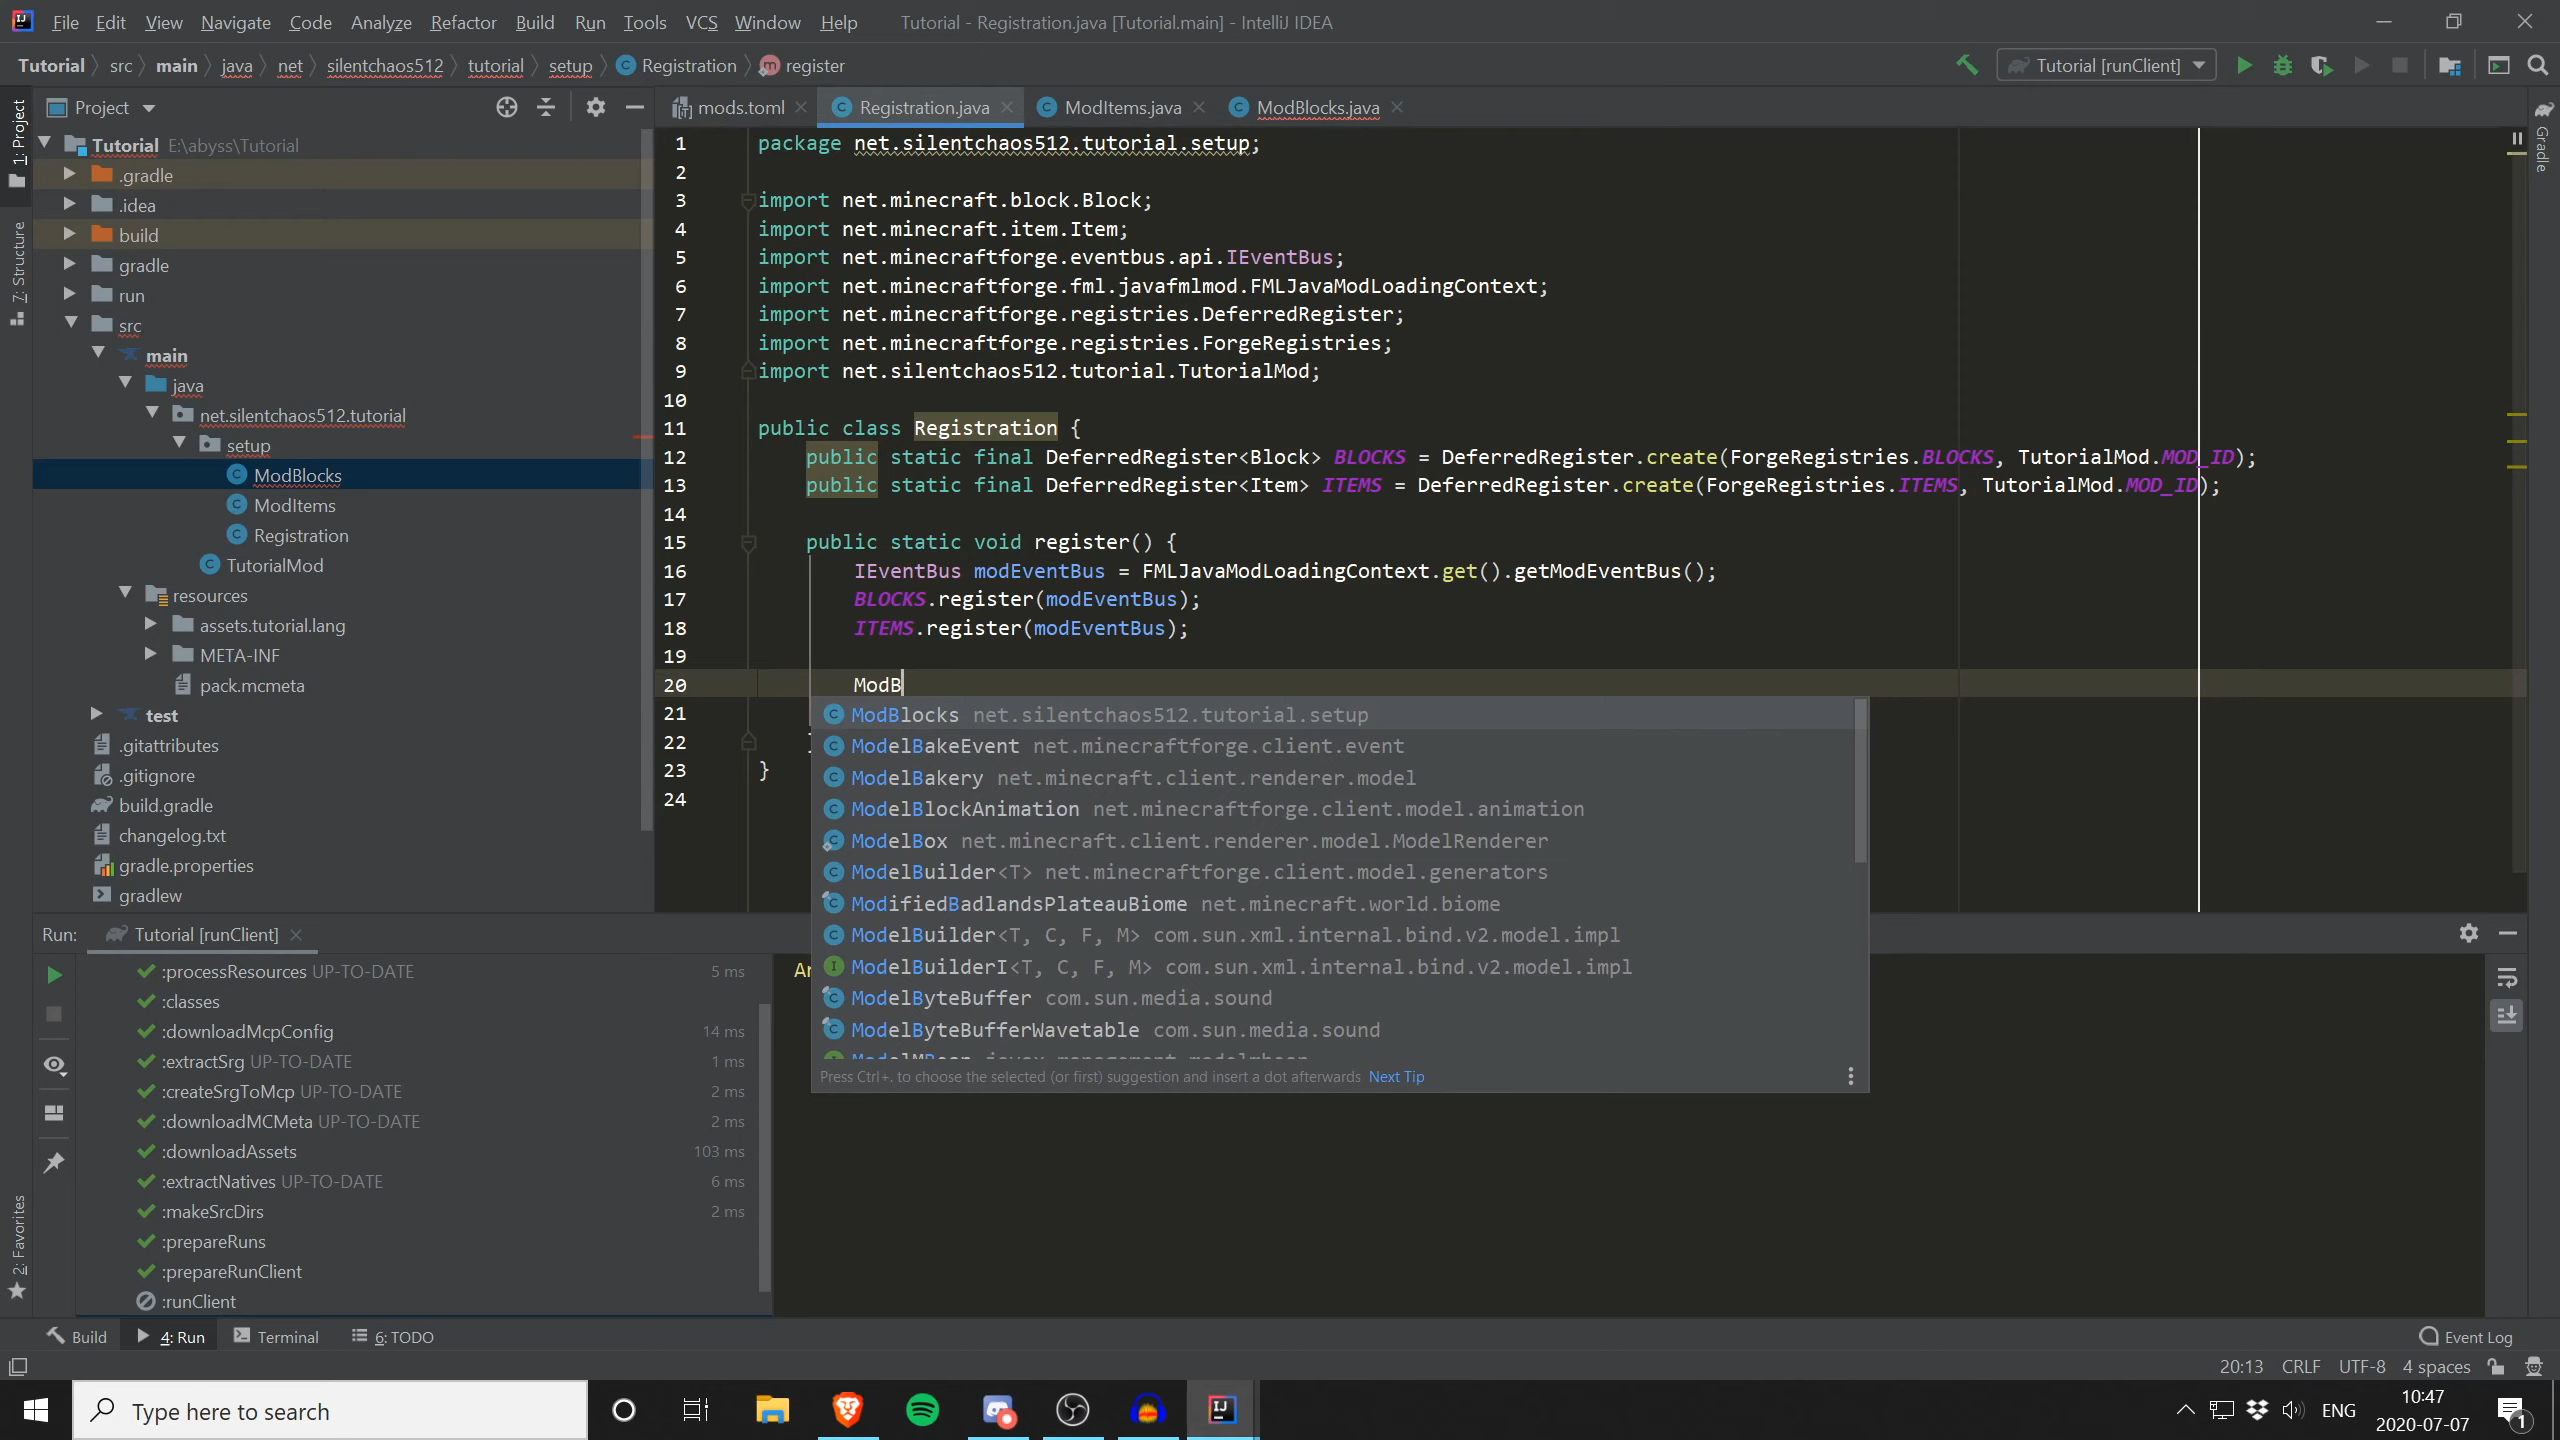 File Edit View Navigate Code Analyze Refactor Build Run Tools VCS Window Help Tutorial - Registration.java [Tutorial.main] - IntelliJ IDEA
Tutorial src main java net silentchaos512 tutorial setup Registration register Tutorial [runClient]
1: Project
7: Structure
2: Favorites
Project
Tutorial E:\abyss\Tutorial
.gradle
.idea
build
gradle
run
src
main
java
net.silentchaos512.tutorial
setup
ModBlocks
ModItems
Registration
TutorialMod
resources
assets.tutorial.lang
META-INF
pack.mcmeta
test
.gitattributes
.gitignore
build.gradle
changelog.txt
gradle.properties
gradlew
mods.toml Registration.java ModItems.java ModBlocks.java
Gradle
1 package net.silentchaos512.tutorial.setup;
2
3 import net.minecraft.block.Block;
4 import net.minecraft.item.Item;
5 import net.minecraftforge.eventbus.api.IEventBus;
6 import net.minecraftforge.fml.javafmlmod.FMLJavaModLoadingContext;
7 import net.minecraftforge.registries.DeferredRegister;
8 import net.minecraftforge.registries.ForgeRegistries;
9 import net.silentchaos512.tutorial.TutorialMod;
10
11 public class Registration {
12 public static final DeferredRegister<Block> BLOCKS = DeferredRegister.create(ForgeRegistries.BLOCKS, TutorialMod.MOD_ID);
13 public static final DeferredRegister<Item> ITEMS = DeferredRegister.create(ForgeRegistries.ITEMS, TutorialMod.MOD_ID);
14
15 public static void register() {
16 IEventBus modEventBus = FMLJavaModLoadingContext.get().getModEventBus();
17 BLOCKS.register(modEventBus);
18 ITEMS.register(modEventBus);
19
20 ModB
21
22 }
23 }
24
ModBlocks net.silentchaos512.tutorial.setup
ModelBakeEvent net.minecraftforge.client.event
ModelBakery net.minecraft.client.renderer.model
ModelBlockAnimation net.minecraftforge.client.model.animation
ModelBox net.minecraft.client.renderer.model.ModelRenderer
ModelBuilder<T> net.minecraftforge.client.model.generators
ModifiedBadlandsPlateauBiome net.minecraft.world.biome
ModelBuilder<T, C, F, M> com.sun.xml.internal.bind.v2.model.impl
ModelBuilderI<T, C, F, M> com.sun.xml.internal.bind.v2.model.impl
ModelByteBuffer com.sun.media.sound
ModelByteBufferWavetable com.sun.media.sound
Press Ctrl+. to choose the selected (or first) suggestion and insert a dot afterwards Next Tip
Run: Tutorial [runClient]
:processResources UP-TO-DATE 5 ms
:classes
:downloadMcpConfig 14 ms
:extractSrg UP-TO-DATE 1 ms
:createSrgToMcp UP-TO-DATE 2 ms
:downloadMCMeta UP-TO-DATE 2 ms
:downloadAssets 103 ms
:extractNatives UP-TO-DATE 6 ms
:makeSrcDirs 2 ms
:prepareRuns
:prepareRunClient
:runClient
Build 4: Run Terminal 6: TODO Event Log
20:13 CRLF UTF-8 4 spaces
Type here to search
ENG
10:47
2020-07-07
1